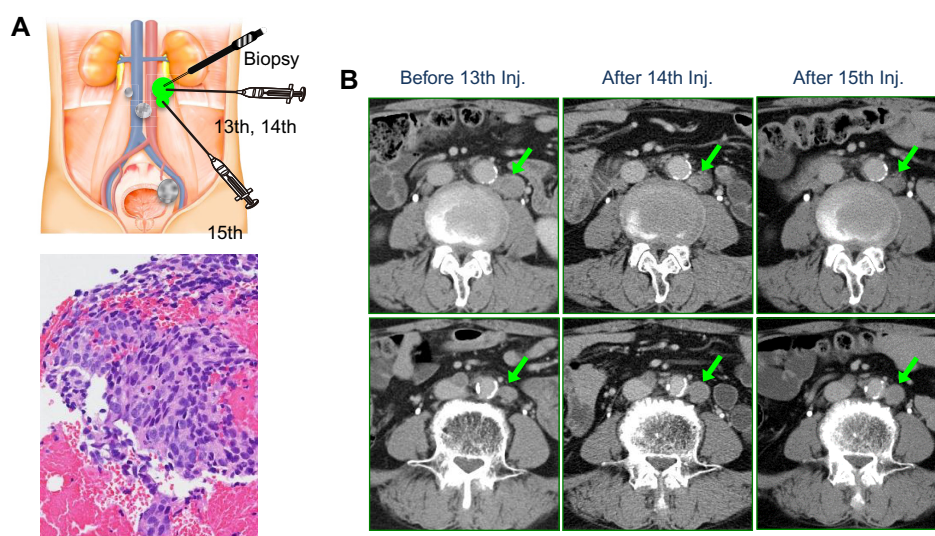 A
Biopsy
13th, 14th
15th
B
Before 13th Inj.
After 14th Inj.
After 15th Inj.